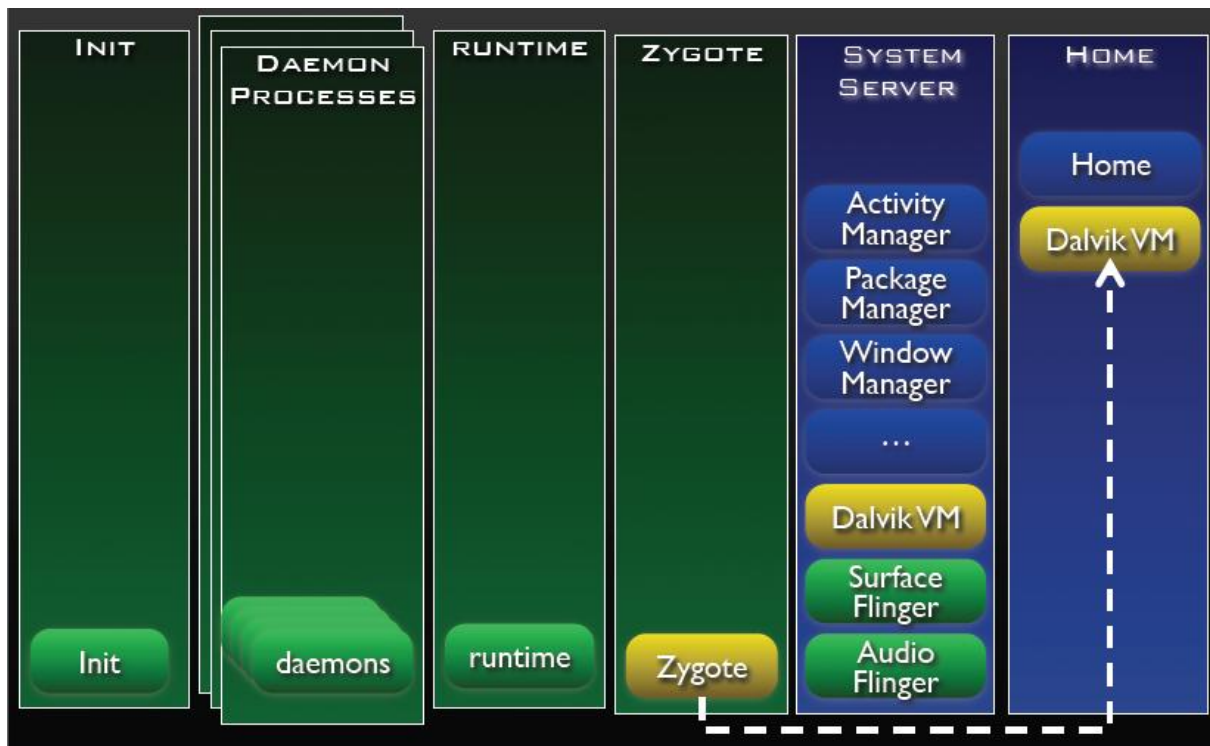 INIT
Init
DAEMON
PROCESSES
daemons
RUNTIME
runtime
ZYGOTE
Zygote
SYSTEM
SERVER
Activity
Manager
Package
Manager
Window
Manager
...
Dalvik VM
Surface
Flinger
Audio
Flinger
HOME
Home
Dalvik VM